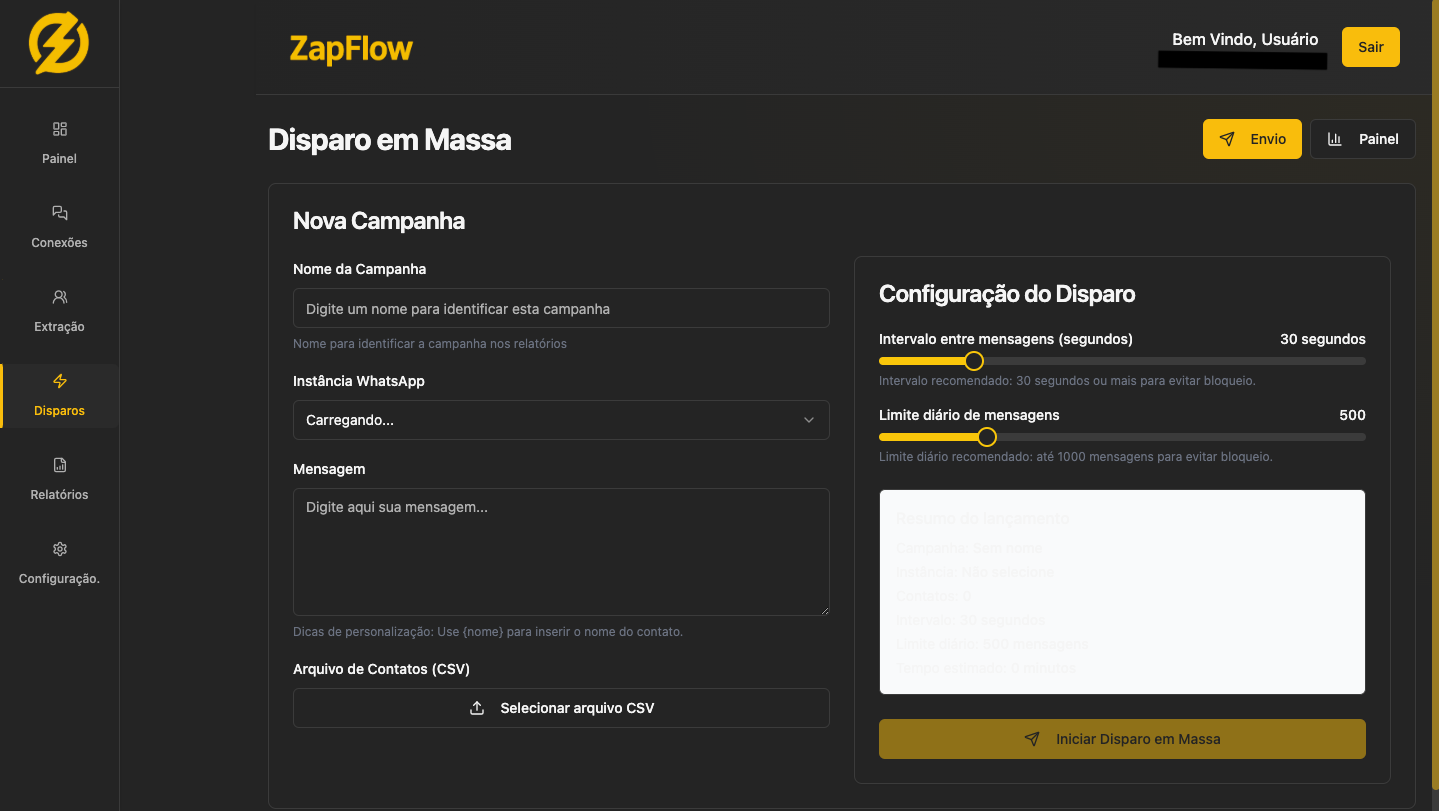 ZapFlow
Bem Vindo, Usuário
Sair
Painel
Conexões
Extração
Disparos
Relatórios
Configuração.
Disparo em Massa
Envio
Painel
Nova Campanha
Nome da Campanha
Digite um nome para identificar esta campanha
Nome para identificar a campanha nos relatórios
Instância WhatsApp
Carregando...
Mensagem
Digite aqui sua mensagem...
Dicas de personalização: Use {nome} para inserir o nome do contato.
Arquivo de Contatos (CSV)
Selecionar arquivo CSV
Configuração do Disparo
Intervalo entre mensagens (segundos) 30 segundos
Intervalo recomendado: 30 segundos ou mais para evitar bloqueio.
Limite diário de mensagens 500
Limite diário recomendado: até 1000 mensagens para evitar bloqueio.
Resumo do lançamento
Campanha: Sem nome
Instância: Não selecione
Contatos: 0
Intervalo: 30 segundos
Limite diário: 500 mensagens
Tempo estimado: 0 minutos
Iniciar Disparo em Massa